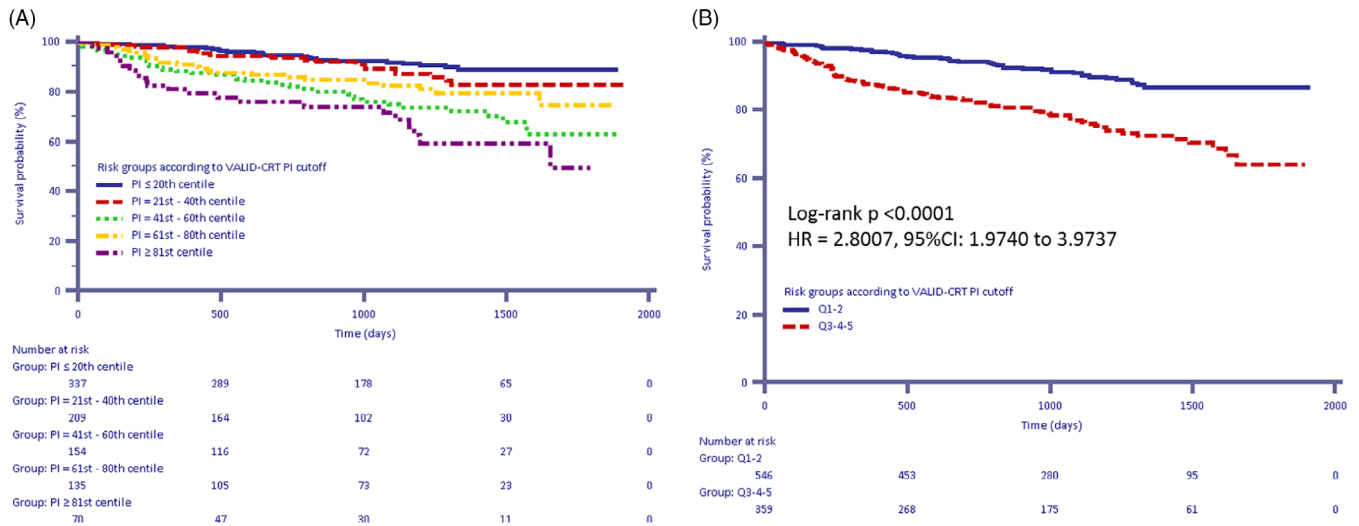 (A)
Survival probability (%)
100
80
60
40
20
0
Risk groups according to VALID-CRT PI cutoff
PI ≤ 20th centile
PI = 21st - 40th centile
PI = 41st - 60th centile
PI = 61st - 80th centile
PI ≥ 81st centile
0 500 1000 1500 2000
Time (days)
Number at risk
Group: PI ≤ 20th centile
337 289 178 65 0
Group: PI = 21st - 40th centile
209 164 102 30 0
Group: PI = 41st - 60th centile
154 116 72 27 0
Group: PI = 61st - 80th centile
135 105 73 23 0
Group: PI ≥ 81st centile
70 47 30 11 0
(B)
Survival probability (%)
100
80
60
40
20
0
Log-rank p <0.0001
HR = 2.8007, 95%CI: 1.9740 to 3.9737
Risk groups according to VALID-CRT PI cutoff
Q1-2
Q3-4-5
0 500 1000 1500 2000
Time (days)
Number at risk
Group: Q1-2
546 453 280 95 0
Group: Q3-4-5
359 268 175 61 0